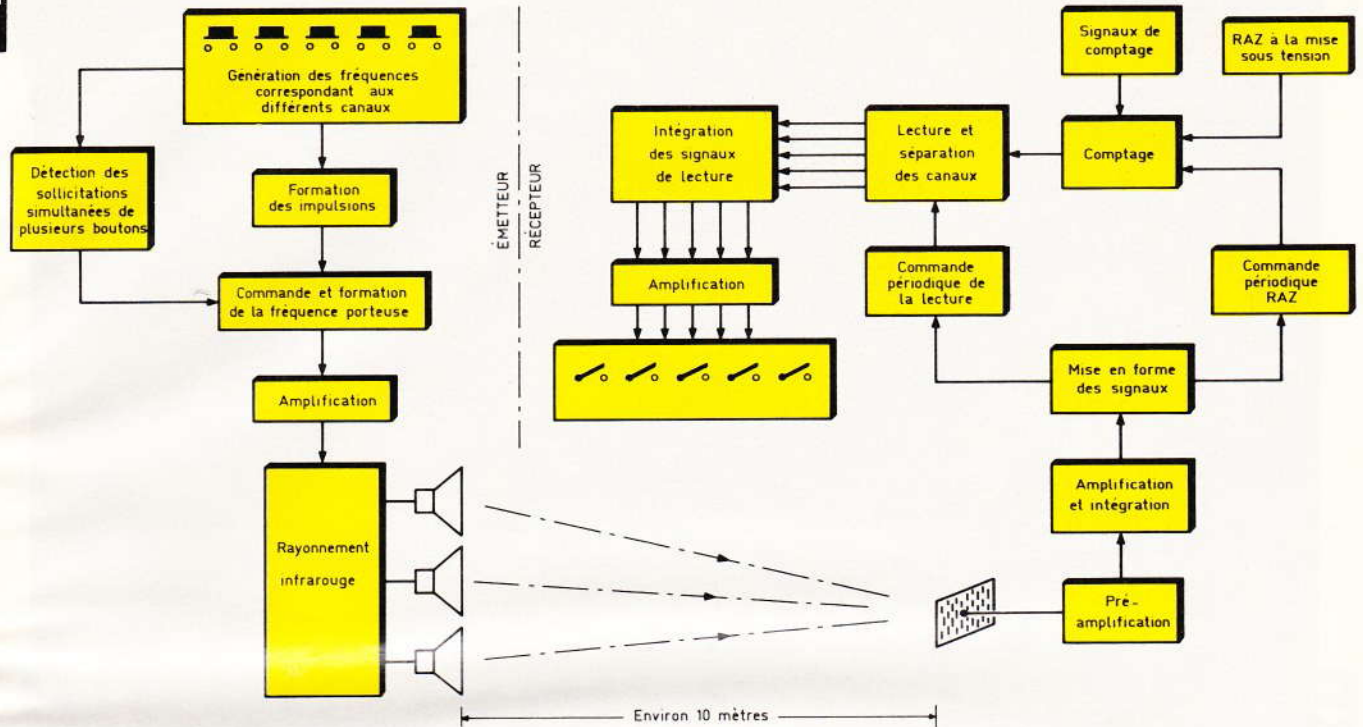 Génération des fréquences
correspondant aux
différents canaux
Détection des
sollicitations
simultanées de
plusieurs boutons
Formation
des impulsions
Commande et formation
de la fréquence porteuse
Amplification
Rayonnement
infrarouge
ÉMETTEUR
RÉCEPTEUR
Intégration
des signaux
de lecture
Amplification
Lecture et
séparation
des canaux
Commande
périodique de
la lecture
Signaux de
comptage
RAZ à la mise
sous tension
Comptage
Commande
périodique
RAZ
Mise en forme
des signaux
Amplification
et intégration
Pré-
amplification
Environ 10 mètres